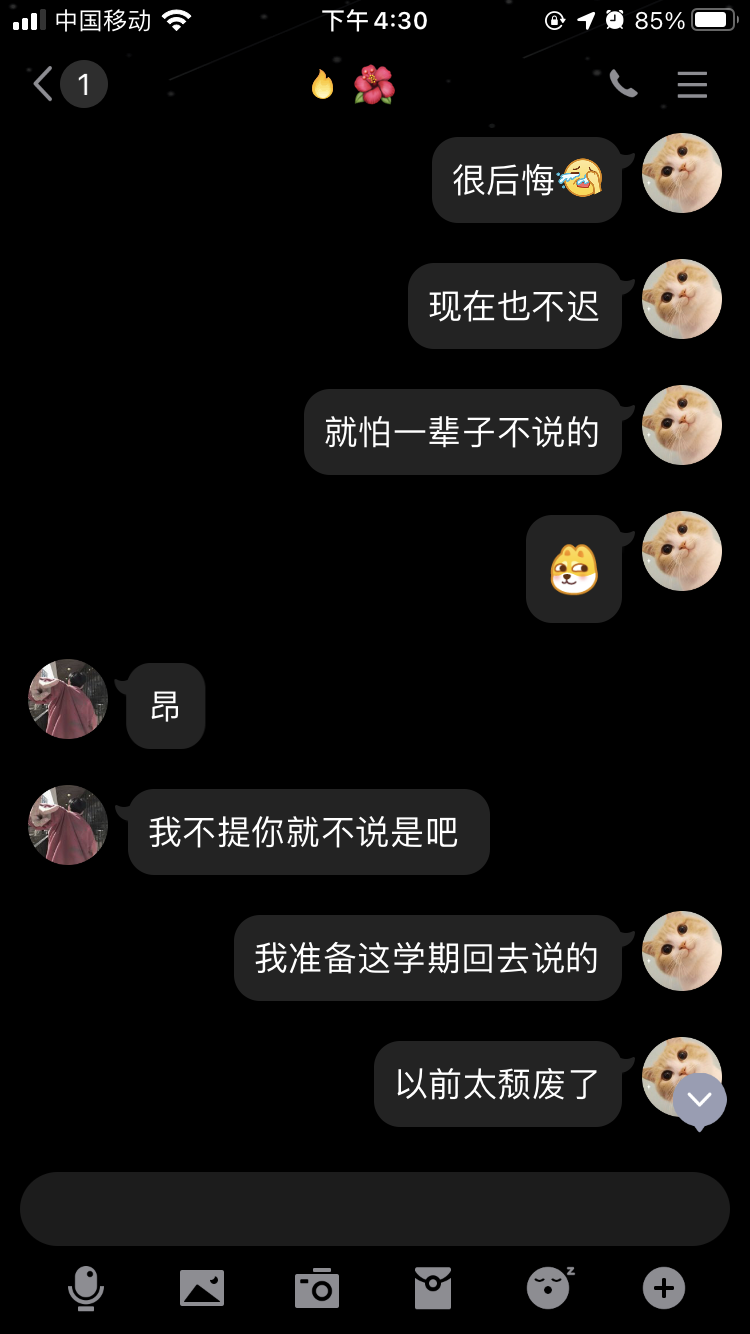 中国移动
下午4:30
85%
1
很后悔
现在也不迟
就怕一辈子不说的
昂
我不提你就不说是吧
我准备这学期回去说的
以前太颓废了